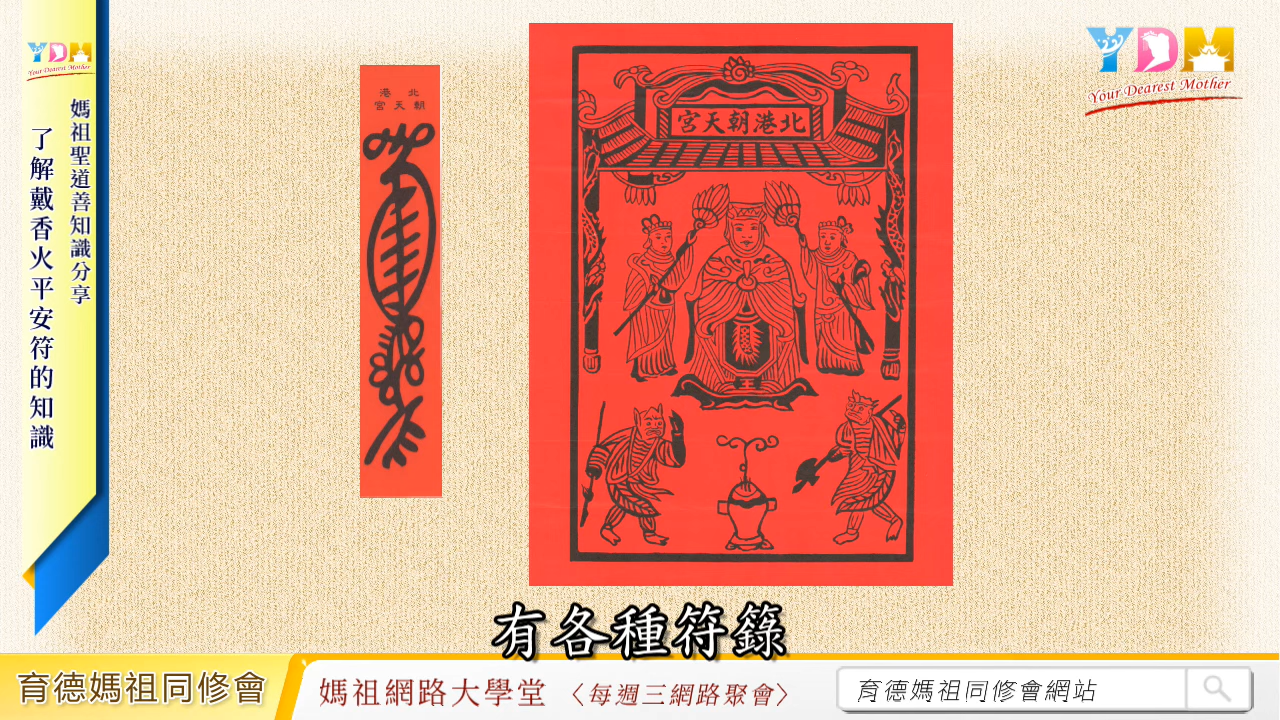 YDM
Your Dearest Mother
媽祖聖道善知識分享
了解戴香火平安符的知識
北港
朝天宮
北港朝天宮
王
YDM
Your Dearest Mother
有各種符籙
育德媽祖同修會
媽祖網路大學堂〈每週三網路聚會〉
育德媽祖同修會網站